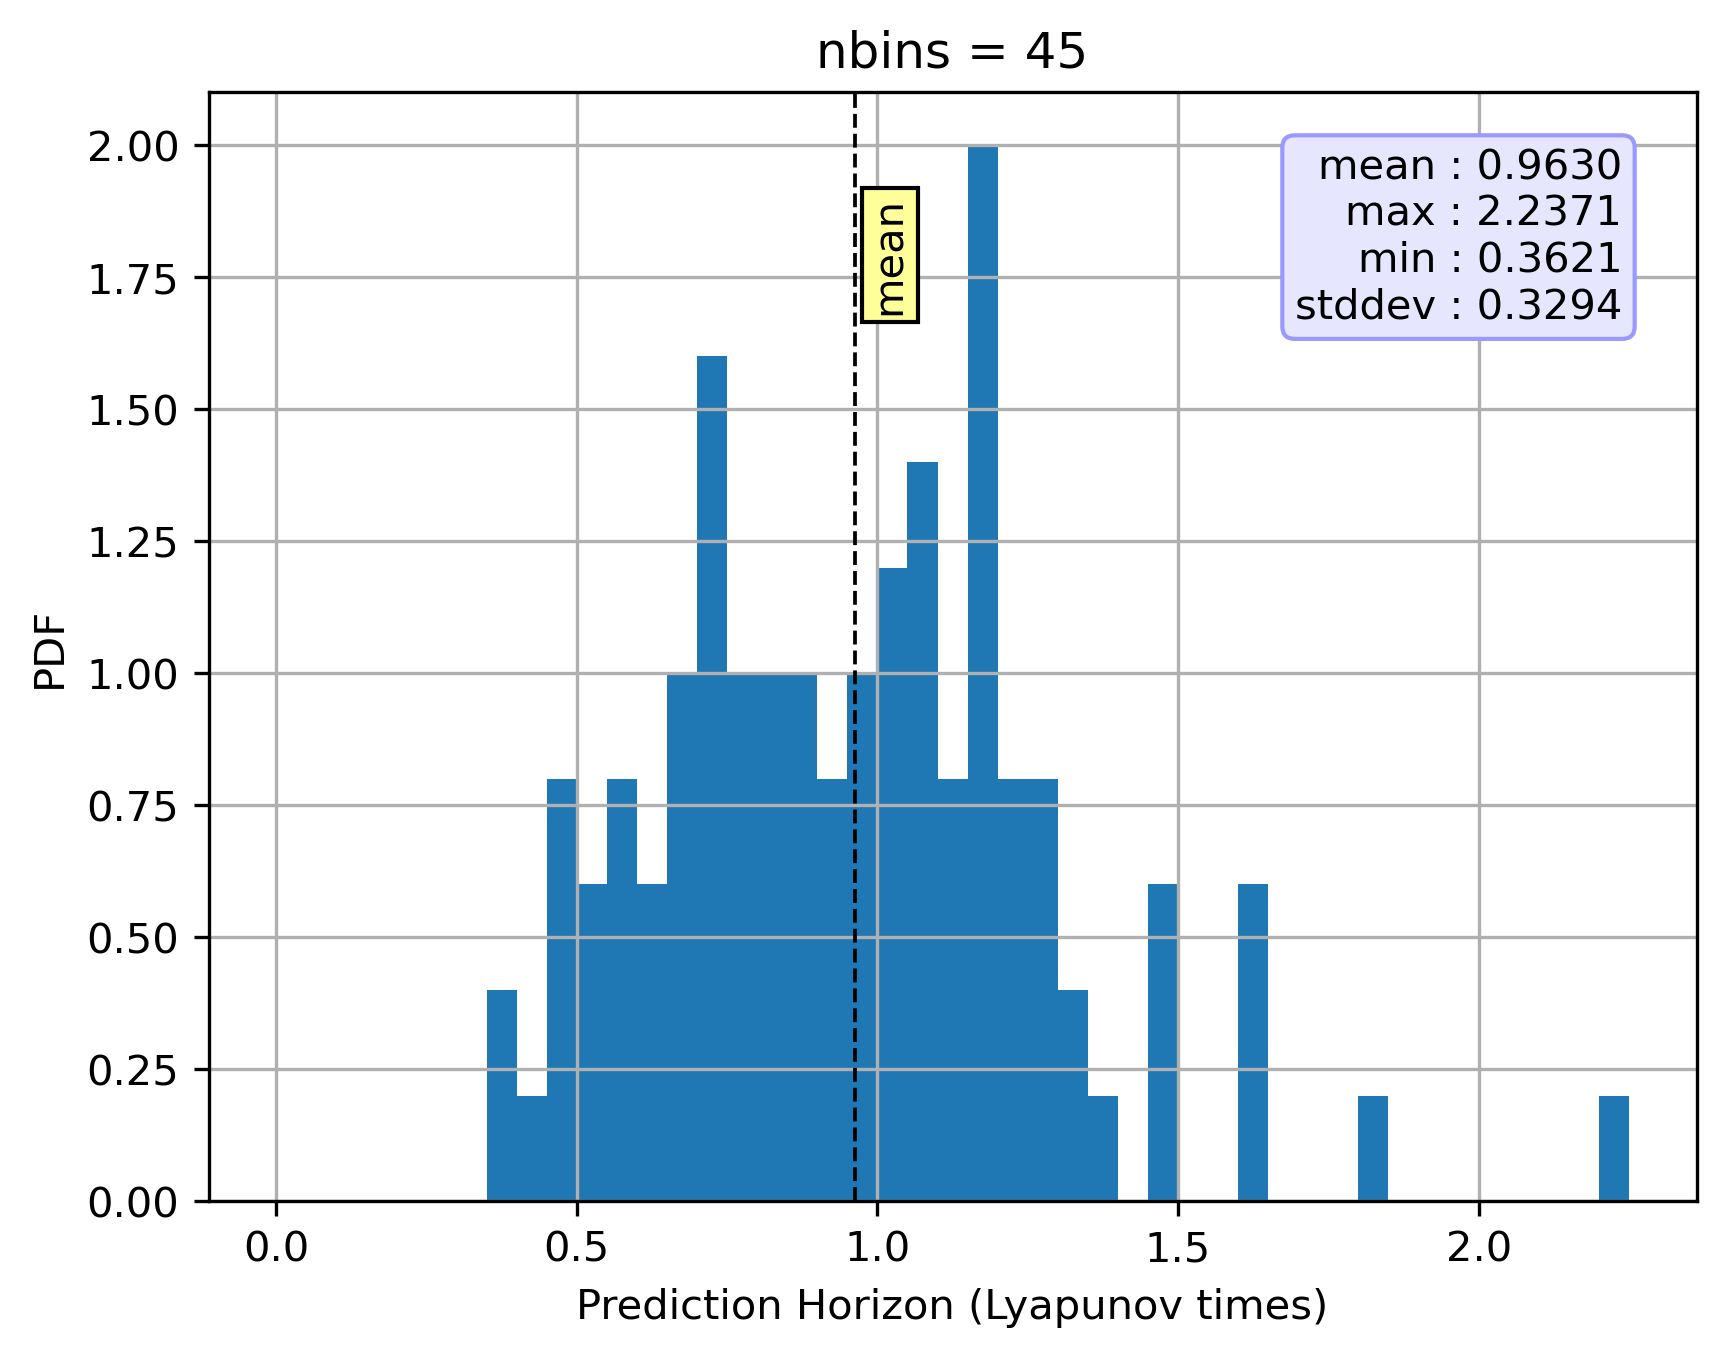 nbins = 45
2.00
1.75
1.50
1.25
1.00
0.75
0.50
0.25
0.00
PDF
mean
mean : 0.9630
max : 2.2371
min : 0.3621
stddev : 0.3294
0.0 0.5 1.0 1.5 2.0
Prediction Horizon (Lyapunov times)